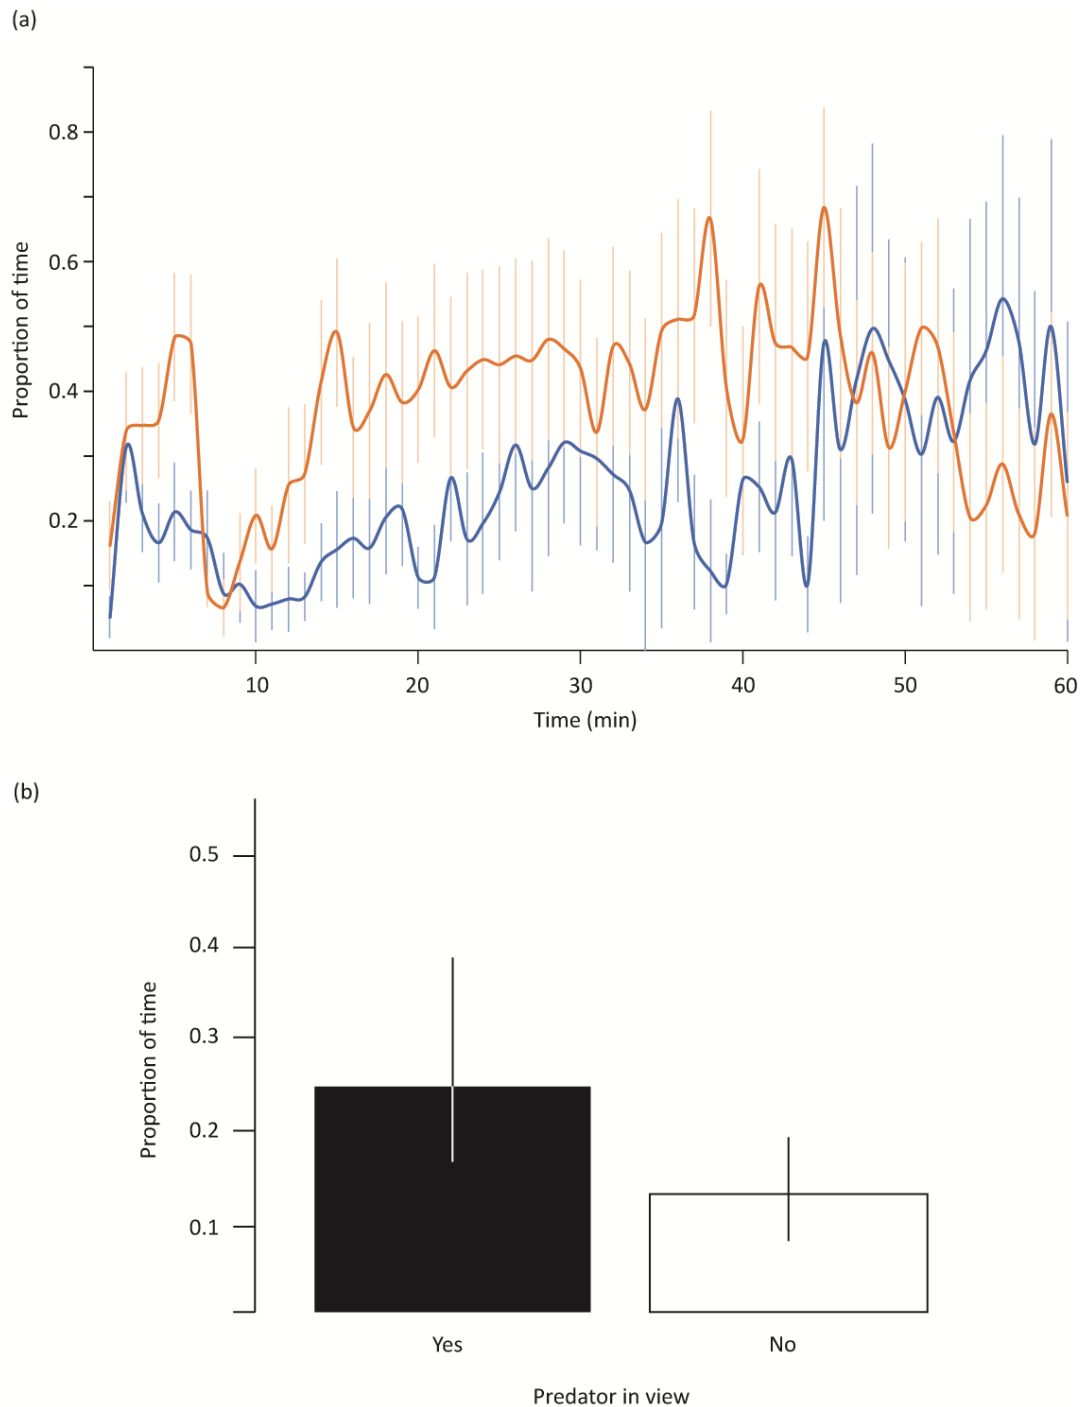 (a)
0.8
0.6
0.4
0.2
Proportion of time
10 20 30 40 50 60
Time (min)
(b)
0.5
0.4
0.3
0.2
0.1
Proportion of time
Yes No
Predator in view